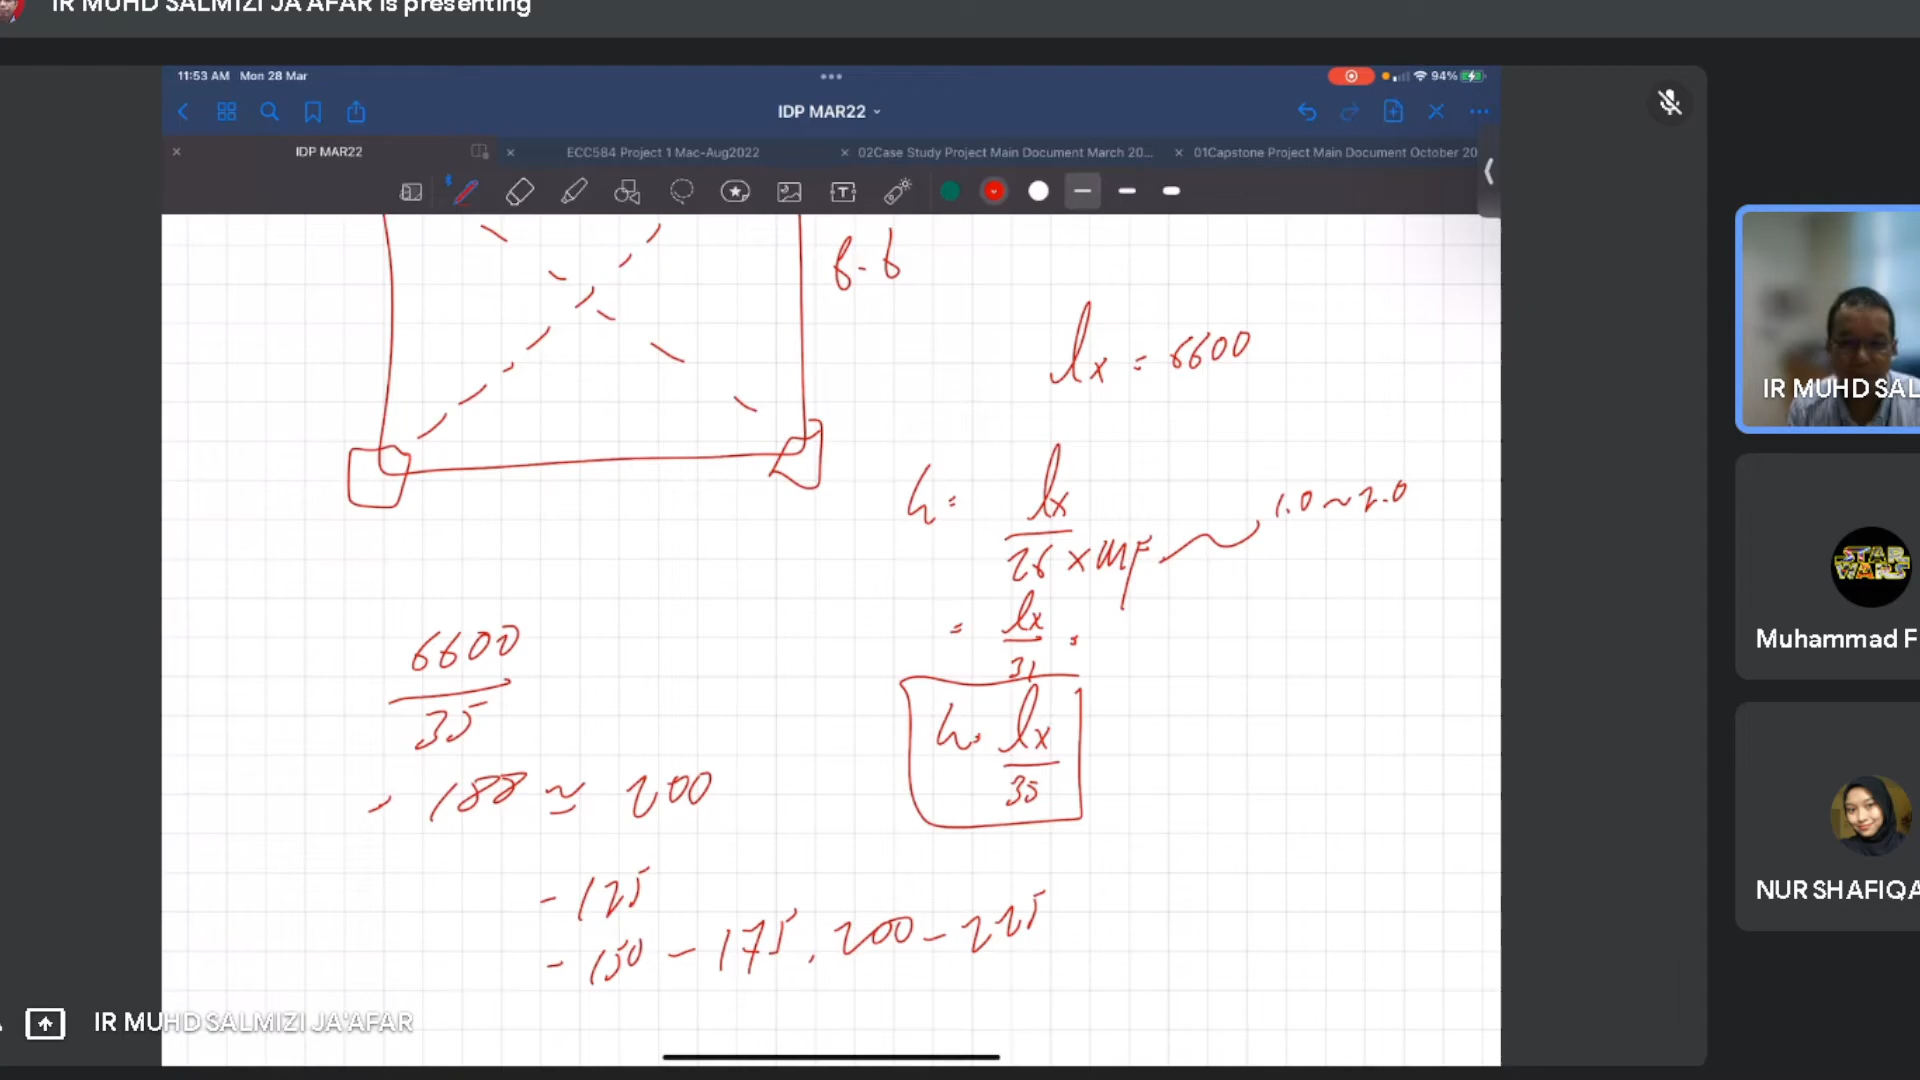 IR MUHD SALMIZI JA'AFAR is presenting
11:53 AM Mon 28 Mar
94%
IDP MAR22
IDP MAR22
ECC584 Project 1 Mac-Aug2022
02Case Study Project Main Document March 20...
01Capstone Project Main Document October 20
T
6.6
lx = 6600
h = lx
26 x MF
1.0 ~ 2.0
= lx
31
h = lx
35
6600
35
= 188 ≃ 200
- 125
- 150 - 175, 200 - 225
IR MUHD SAL
STAR WARS
Muhammad F
NUR SHAFIQA
IR MUHD SALMIZI JA'AFAR